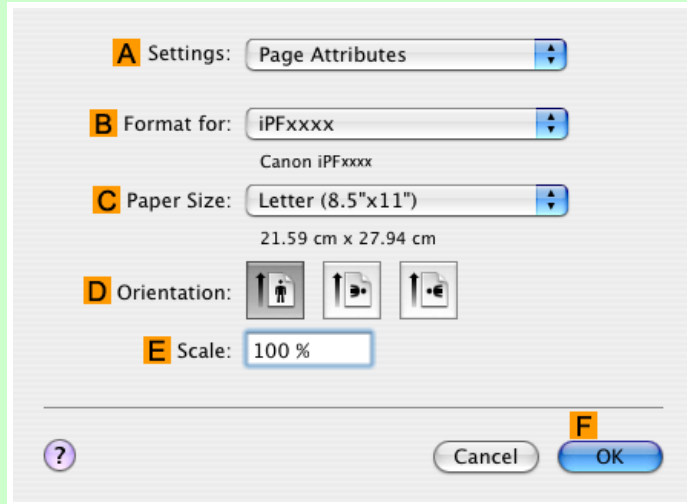 A Settings: Page Attributes
B Format for: iPFxxxx
Canon iPFxxxx
C Paper Size: Letter (8.5"x11")
21.59 cm x 27.94 cm
D Orientation:
E Scale: 100 %
F
? Cancel OK